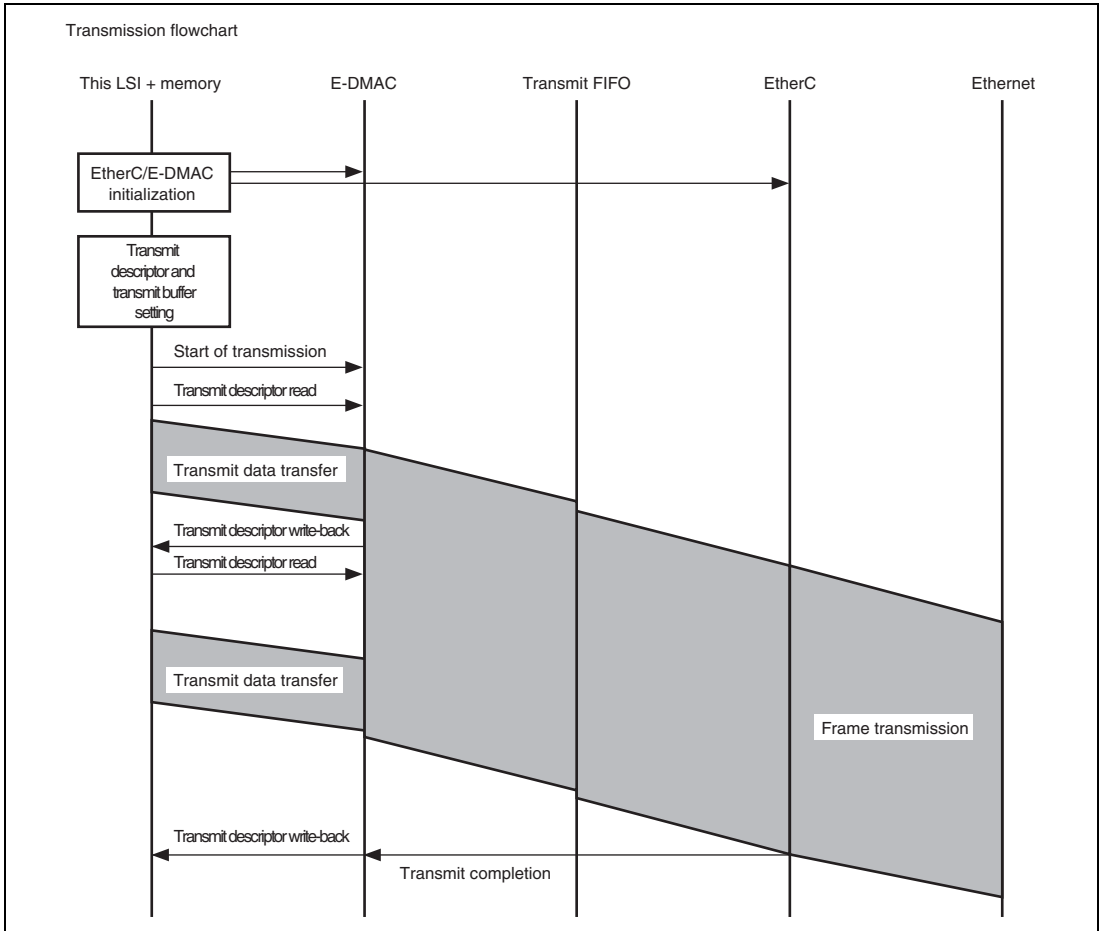 Transmission flowchart
This LSI + memory
E-DMAC
Transmit FIFO
EtherC
Ethernet
EtherC/E-DMAC
initialization
Transmit
descriptor and
transmit buffer
setting
Start of transmission
Transmit descriptor read
Transmit data transfer
Transmit descriptor write-back
Transmit descriptor read
Transmit data transfer
Frame transmission
Transmit descriptor write-back
Transmit completion